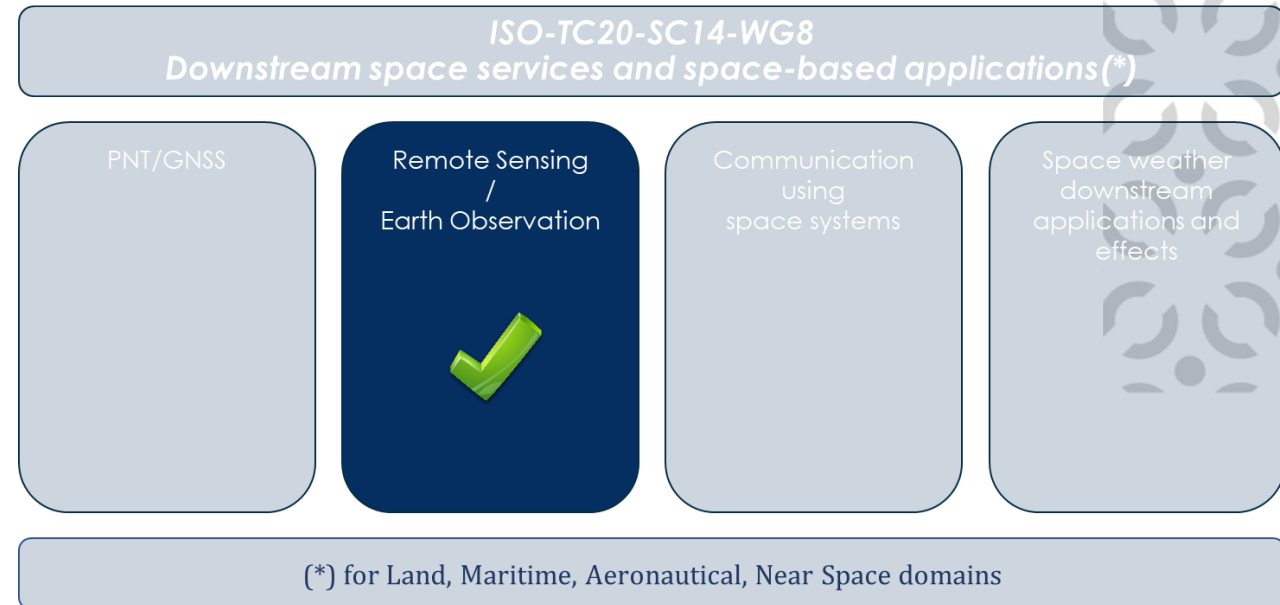 ISO-TC20-SC14-WG8
Downstream space services and space-based applications(*)
PNT/GNSS
Remote Sensing
/
Earth Observation
Communication
using
space systems
Space weather
downstream
applications and
effects
(*) for Land, Maritime, Aeronautical, Near Space domains